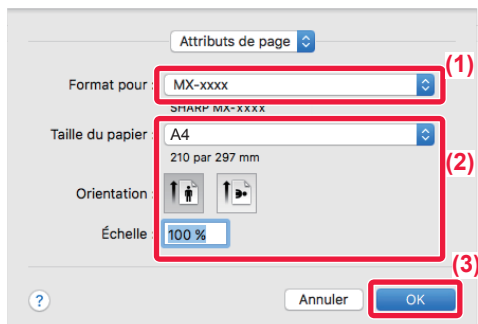 Attributs de page
(1)
Format pour : MX-xxxx
SHARP MX-xxxx
Taille du papier : A4
210 par 297 mm
(2)
Orientation :
Échelle : 100 %
(3)
? Annuler OK